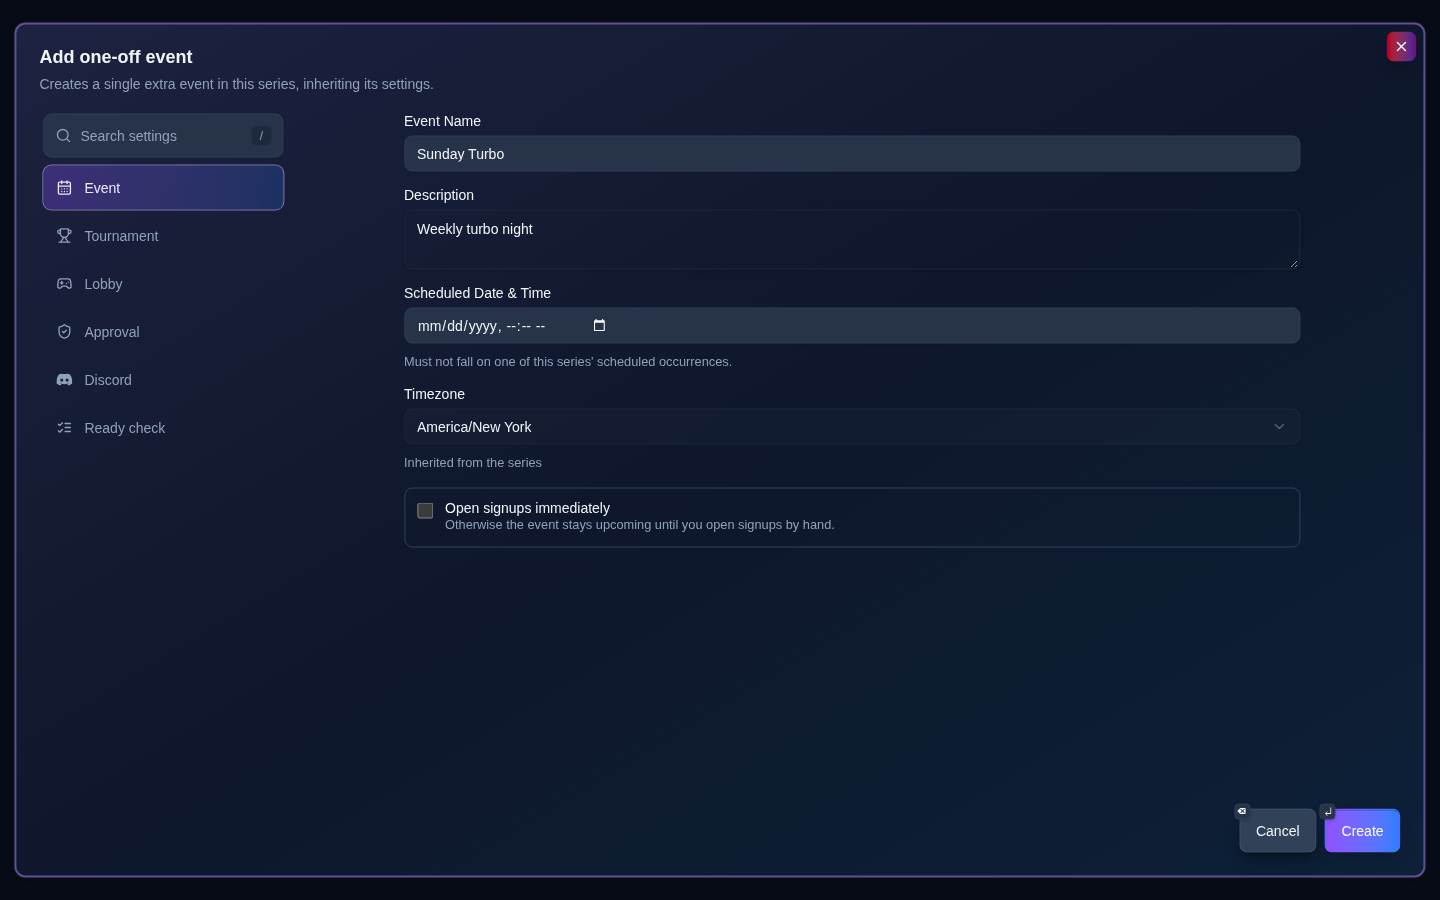 Add one-off event
Creates a single extra event in this series, inheriting its settings.
Search settings /
Event
Tournament
Lobby
Approval
Discord
Ready check
Event Name
Sunday Turbo
Description
Weekly turbo night
Scheduled Date & Time
mm/dd/yyyy, --:-- --
Must not fall on one of this series' scheduled occurrences.
Timezone
America/New York
Inherited from the series
Open signups immediately
Otherwise the event stays upcoming until you open signups by hand.
Cancel
Create